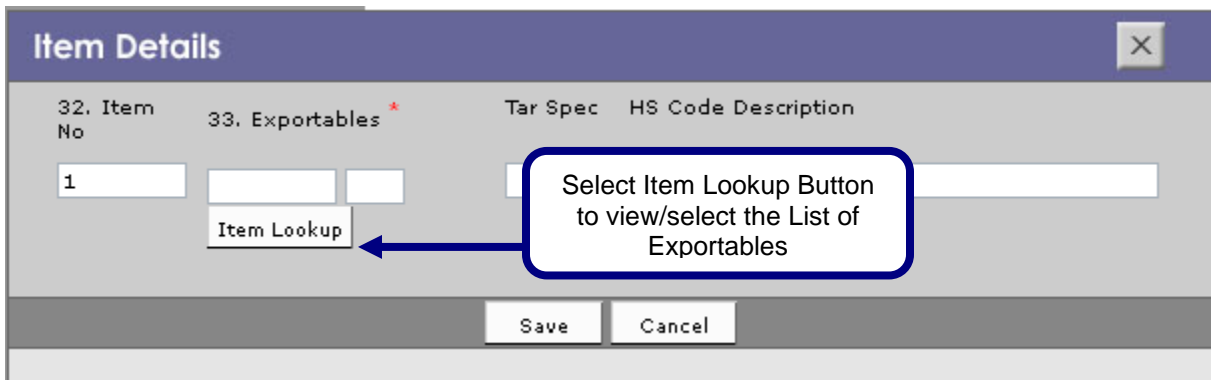 Item Details
32. Item No
33. Exportables *
Tar Spec
HS Code Description
1
Item Lookup
Select Item Lookup Button
to view/select the List of
Exportables
Save
Cancel